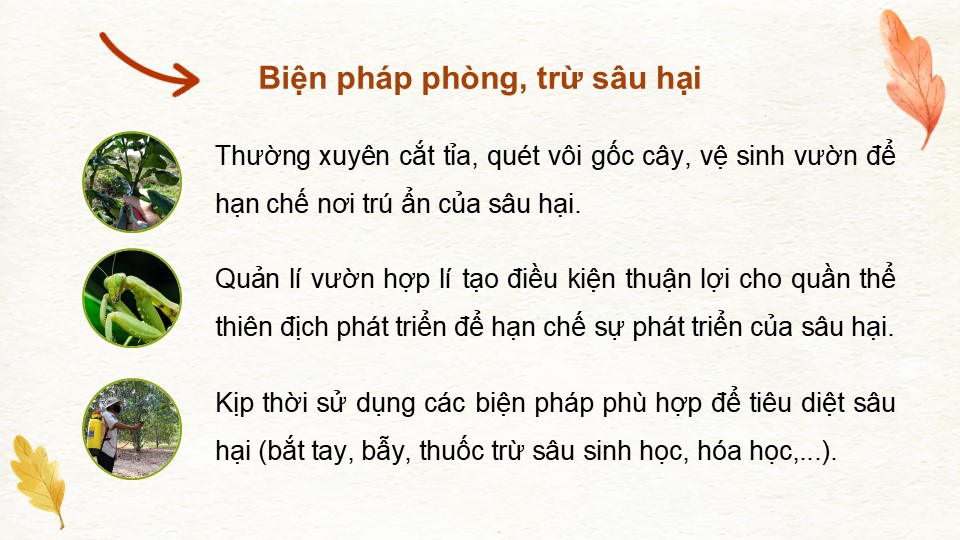 Biện pháp phòng, trừ sâu hại
Thường xuyên cắt tỉa, quét vôi gốc cây, vệ sinh vườn để
hạn chế nơi trú ẩn của sâu hại.
Quản lí vườn hợp lí tạo điều kiện thuận lợi cho quần thể
thiên địch phát triển để hạn chế sự phát triển của sâu hại.
Kịp thời sử dụng các biện pháp phù hợp để tiêu diệt sâu
hại (bắt tay, bẫy, thuốc trừ sâu sinh học, hóa học,...).